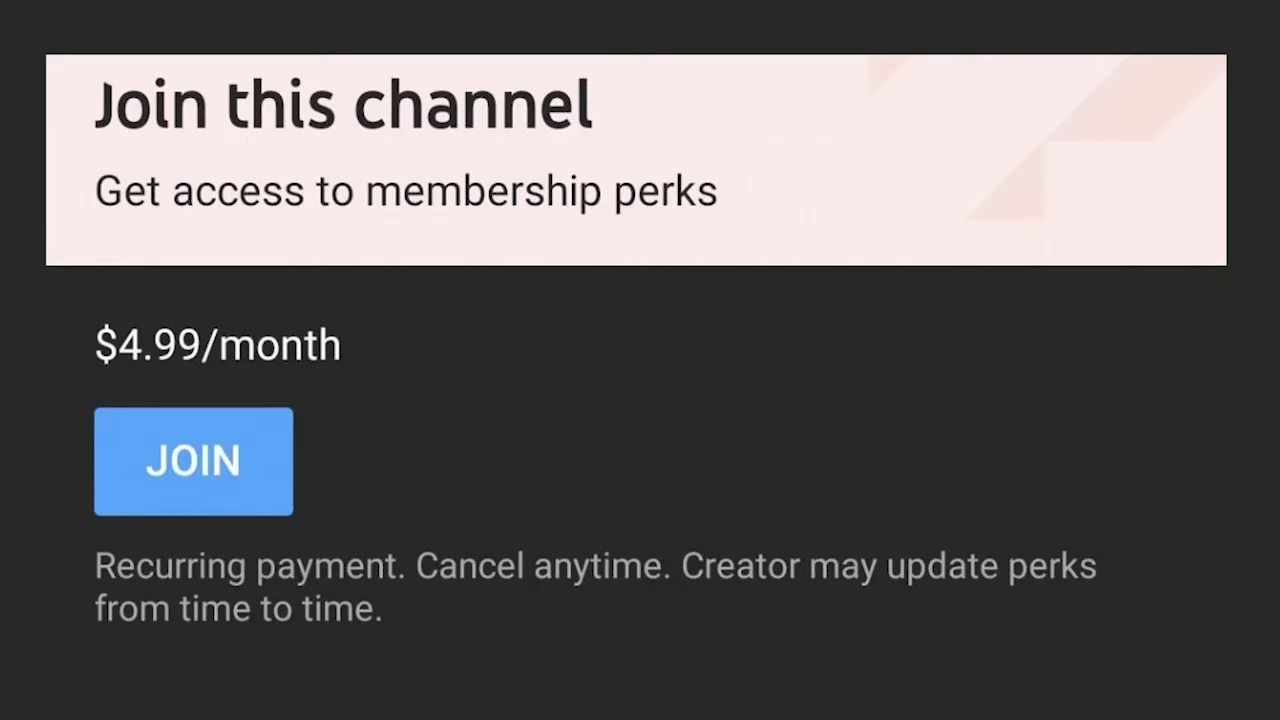 Join this channel
Get access to membership perks
$4.99/month
JOIN
Recurring payment. Cancel anytime. Creator may update perks
from time to time.